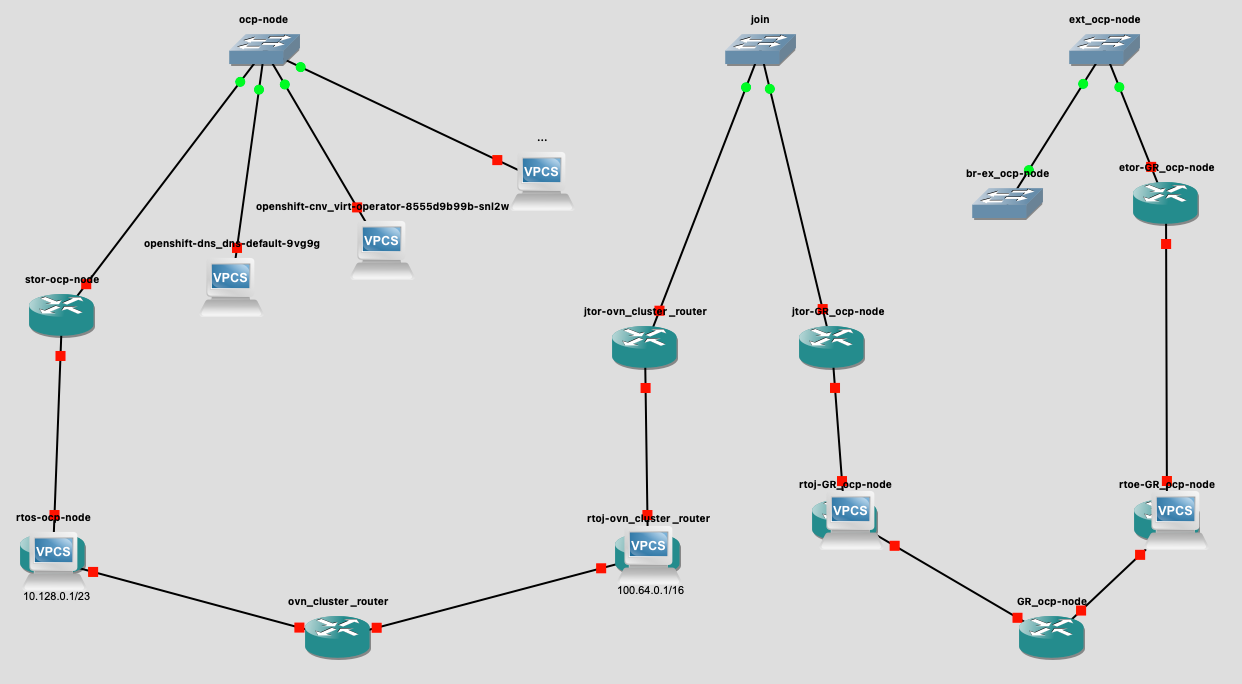 ocp-node
join
ext_ocp-node
...
VPCS
etor-GR_ocp-node
br-ex_ocp-node
openshift-cnv_virt-operator-8555d9b99b-snl2w
VPCS
openshift-dns_dns-default-9vg9g
VPCS
stor-ocp-node
jtor-ovn_cluster_router
jtor-GR_ocp-node
rtoj-GR_ocp-node
VPCS
rtoe-GR_ocp-node
VPCS
rtos-ocp-node
VPCS
10.128.0.1/23
rtoj-ovn_cluster_router
VPCS
100.64.0.1/16
ovn_cluster_router
GR_ocp-node